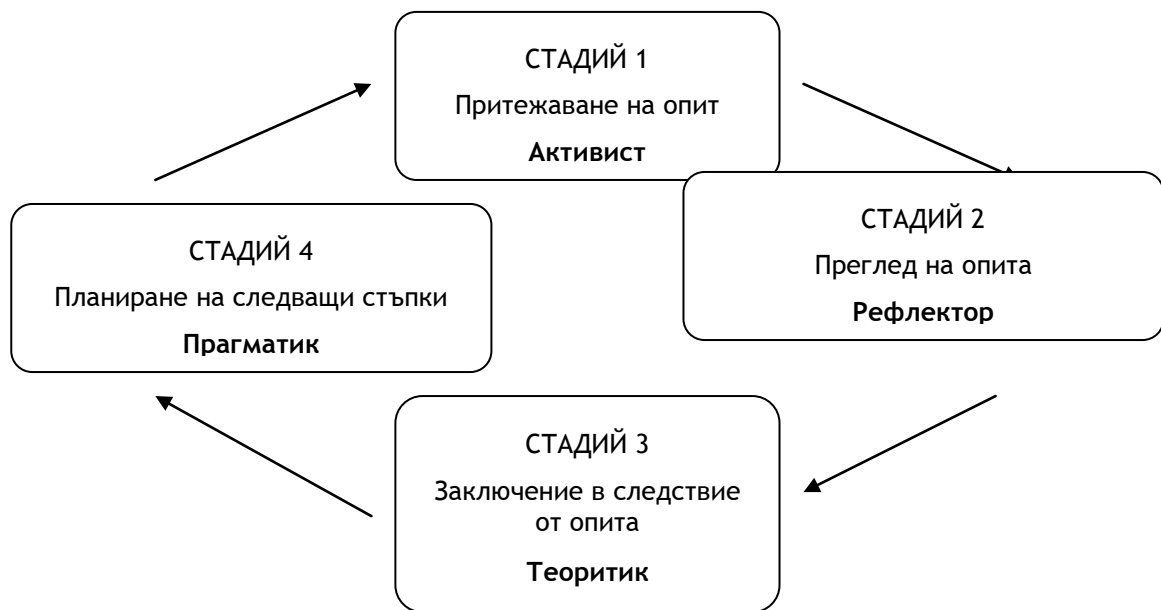 СТАДИЙ 1
Притежаване на опит
Активист
СТАДИЙ 2
Преглед на опита
Рефлектор
СТАДИЙ 3
Заключение в следствие
от опита
Теоритик
СТАДИЙ 4
Планиране на следващи стъпки
Прагматик